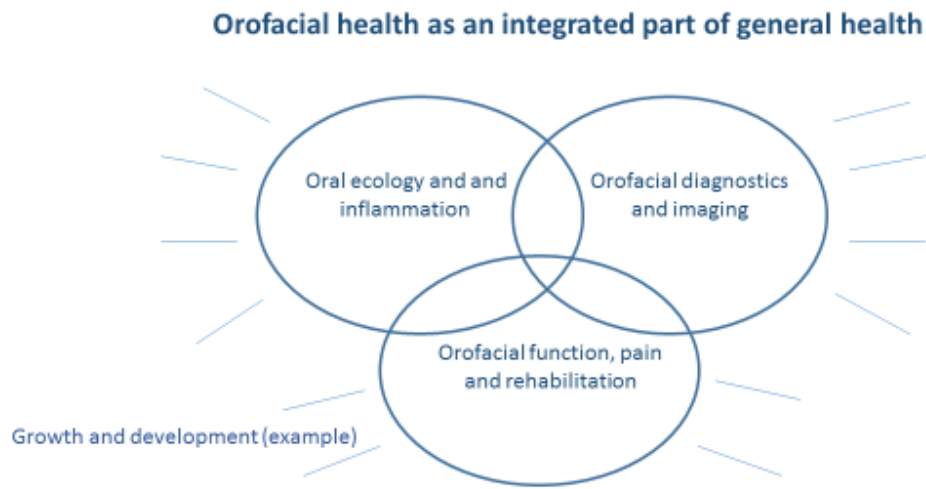 Orofacial health as an integrated part of general health
Oral ecology and and
inflammation
Orofacial diagnostics
and imaging
Orofacial function, pain
and rehabilitation
Growth and development (example)